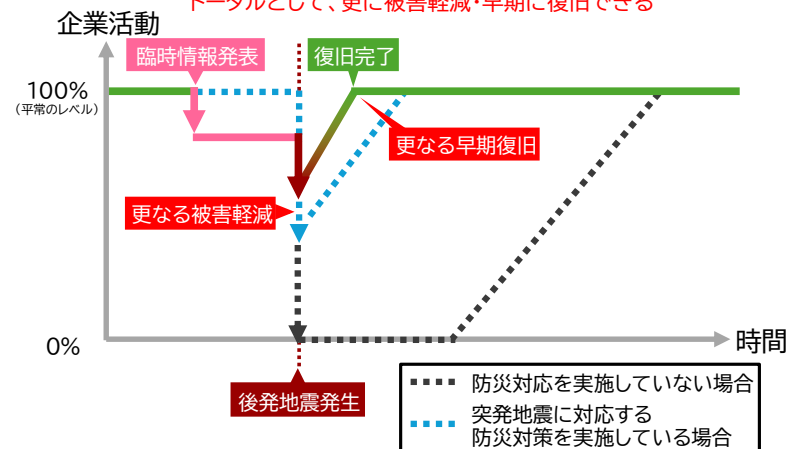 トータルとして、更に被害軽減・早期に復旧できる
企業活動
臨時情報発表
復旧完了
100%
（平常のレベル）
更なる早期復旧
更なる被害軽減
0%
時間
後発地震発生
防災対応を実施していない場合
突発地震に対応する
防災対策を実施している場合